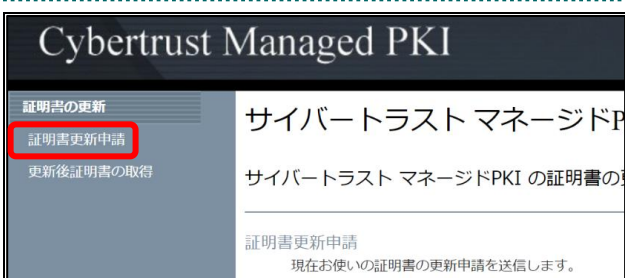 Cybertrust Managed PKI
証明書の更新
証明書更新申請
更新後証明書の取得
サイバートラスト マネージドP
サイバートラスト マネージドPKI の証明書の
証明書更新申請
現在お使いの証明書の更新申請を送信します。